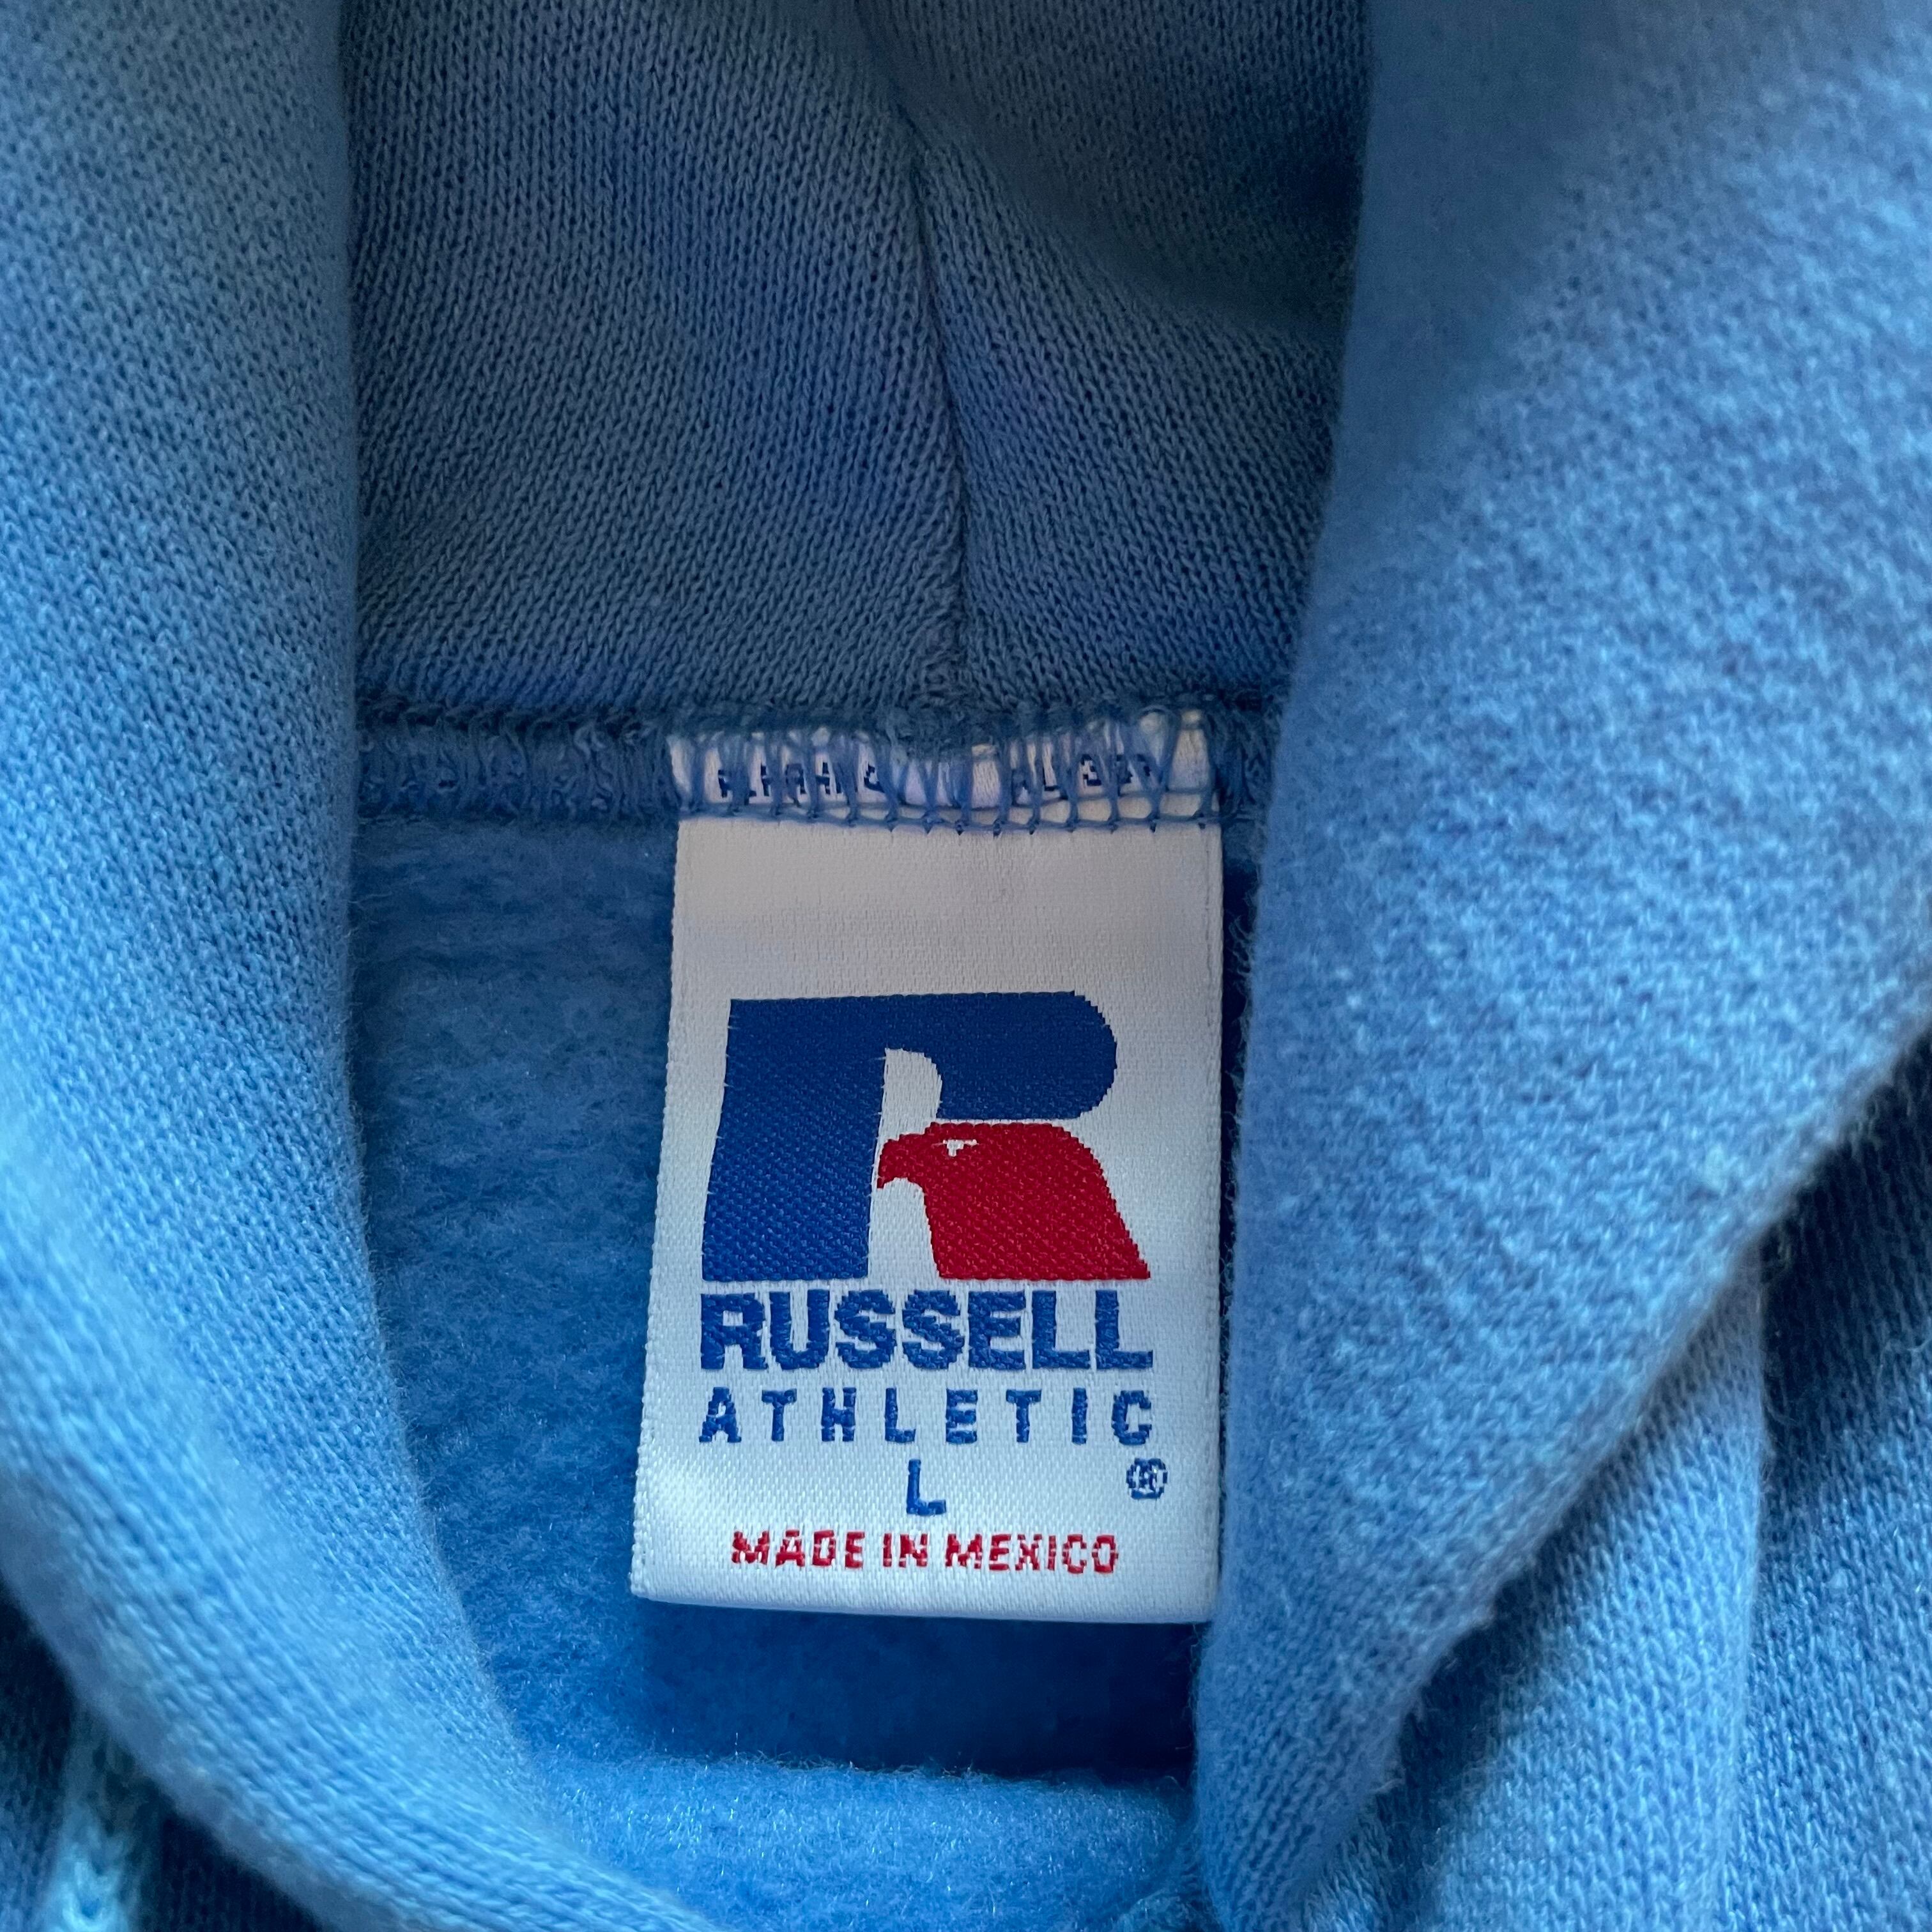 RUSSELL
ATHLETIC
L ®
MADE IN MEXICO